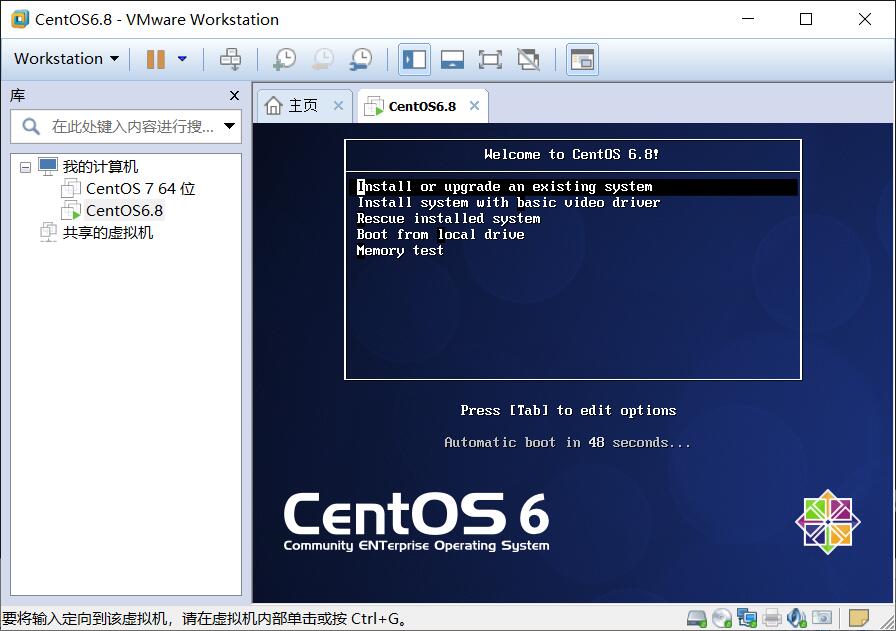 CentOS6.8 - VMware Workstation
Workstation
库
在此处键入内容进行搜...
我的计算机
CentOS 7 64 位
CentOS6.8
共享的虚拟机
主页
CentOS6.8
Welcome to CentOS 6.8!
Install or upgrade an existing system
Install system with basic video driver
Rescue installed system
Boot from local drive
Memory test
Press [Tab] to edit options
Automatic boot in 48 seconds...
CentOS 6
Community ENTerprise Operating System
要将输入定向到该虚拟机，请在虚拟机内部单击或按 Ctrl+G。